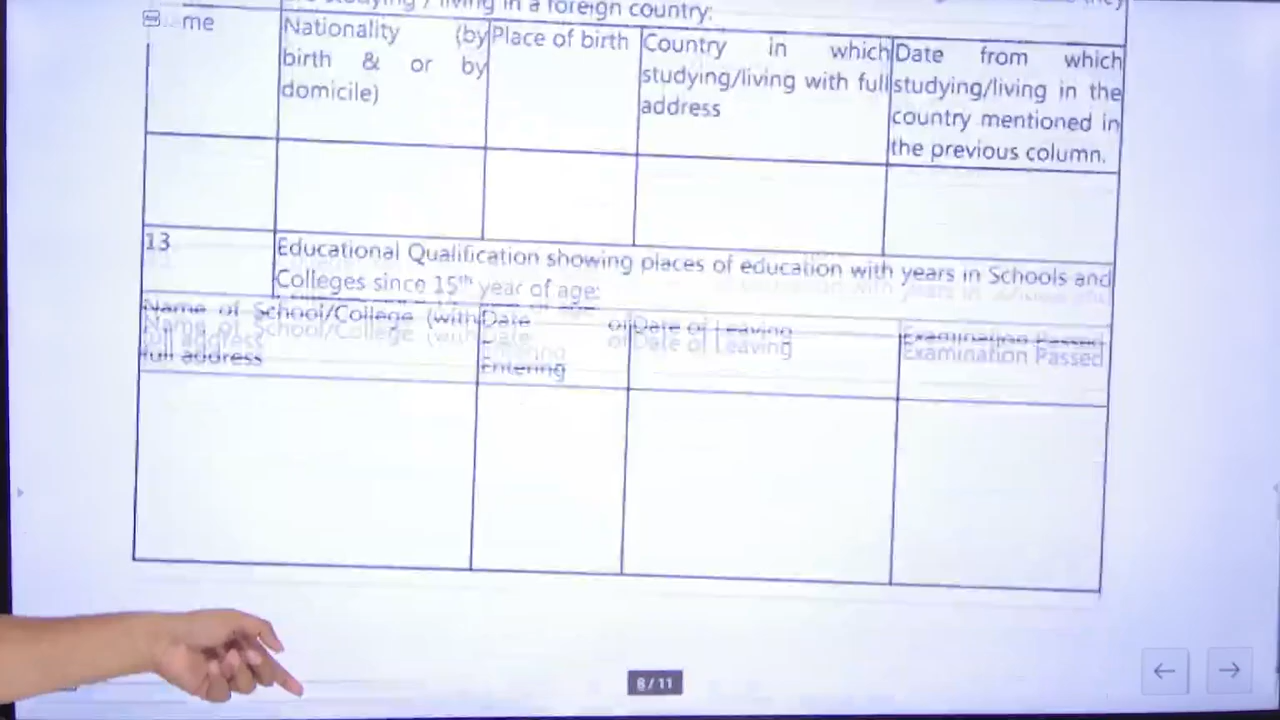 studying / living in a foreign country:
me
Nationality (by
birth & or by
domicile)
Place of birth
Country in which
studying/living with full
address
Date from which
studying/living in the
country mentioned in
the previous column.
13
Educational Qualification showing places of education with years in Schools and
Colleges since 15th year of age:
Name of School/College (with
full address
Date of
Entering
Date of Leaving
Examination Passed
8 / 11